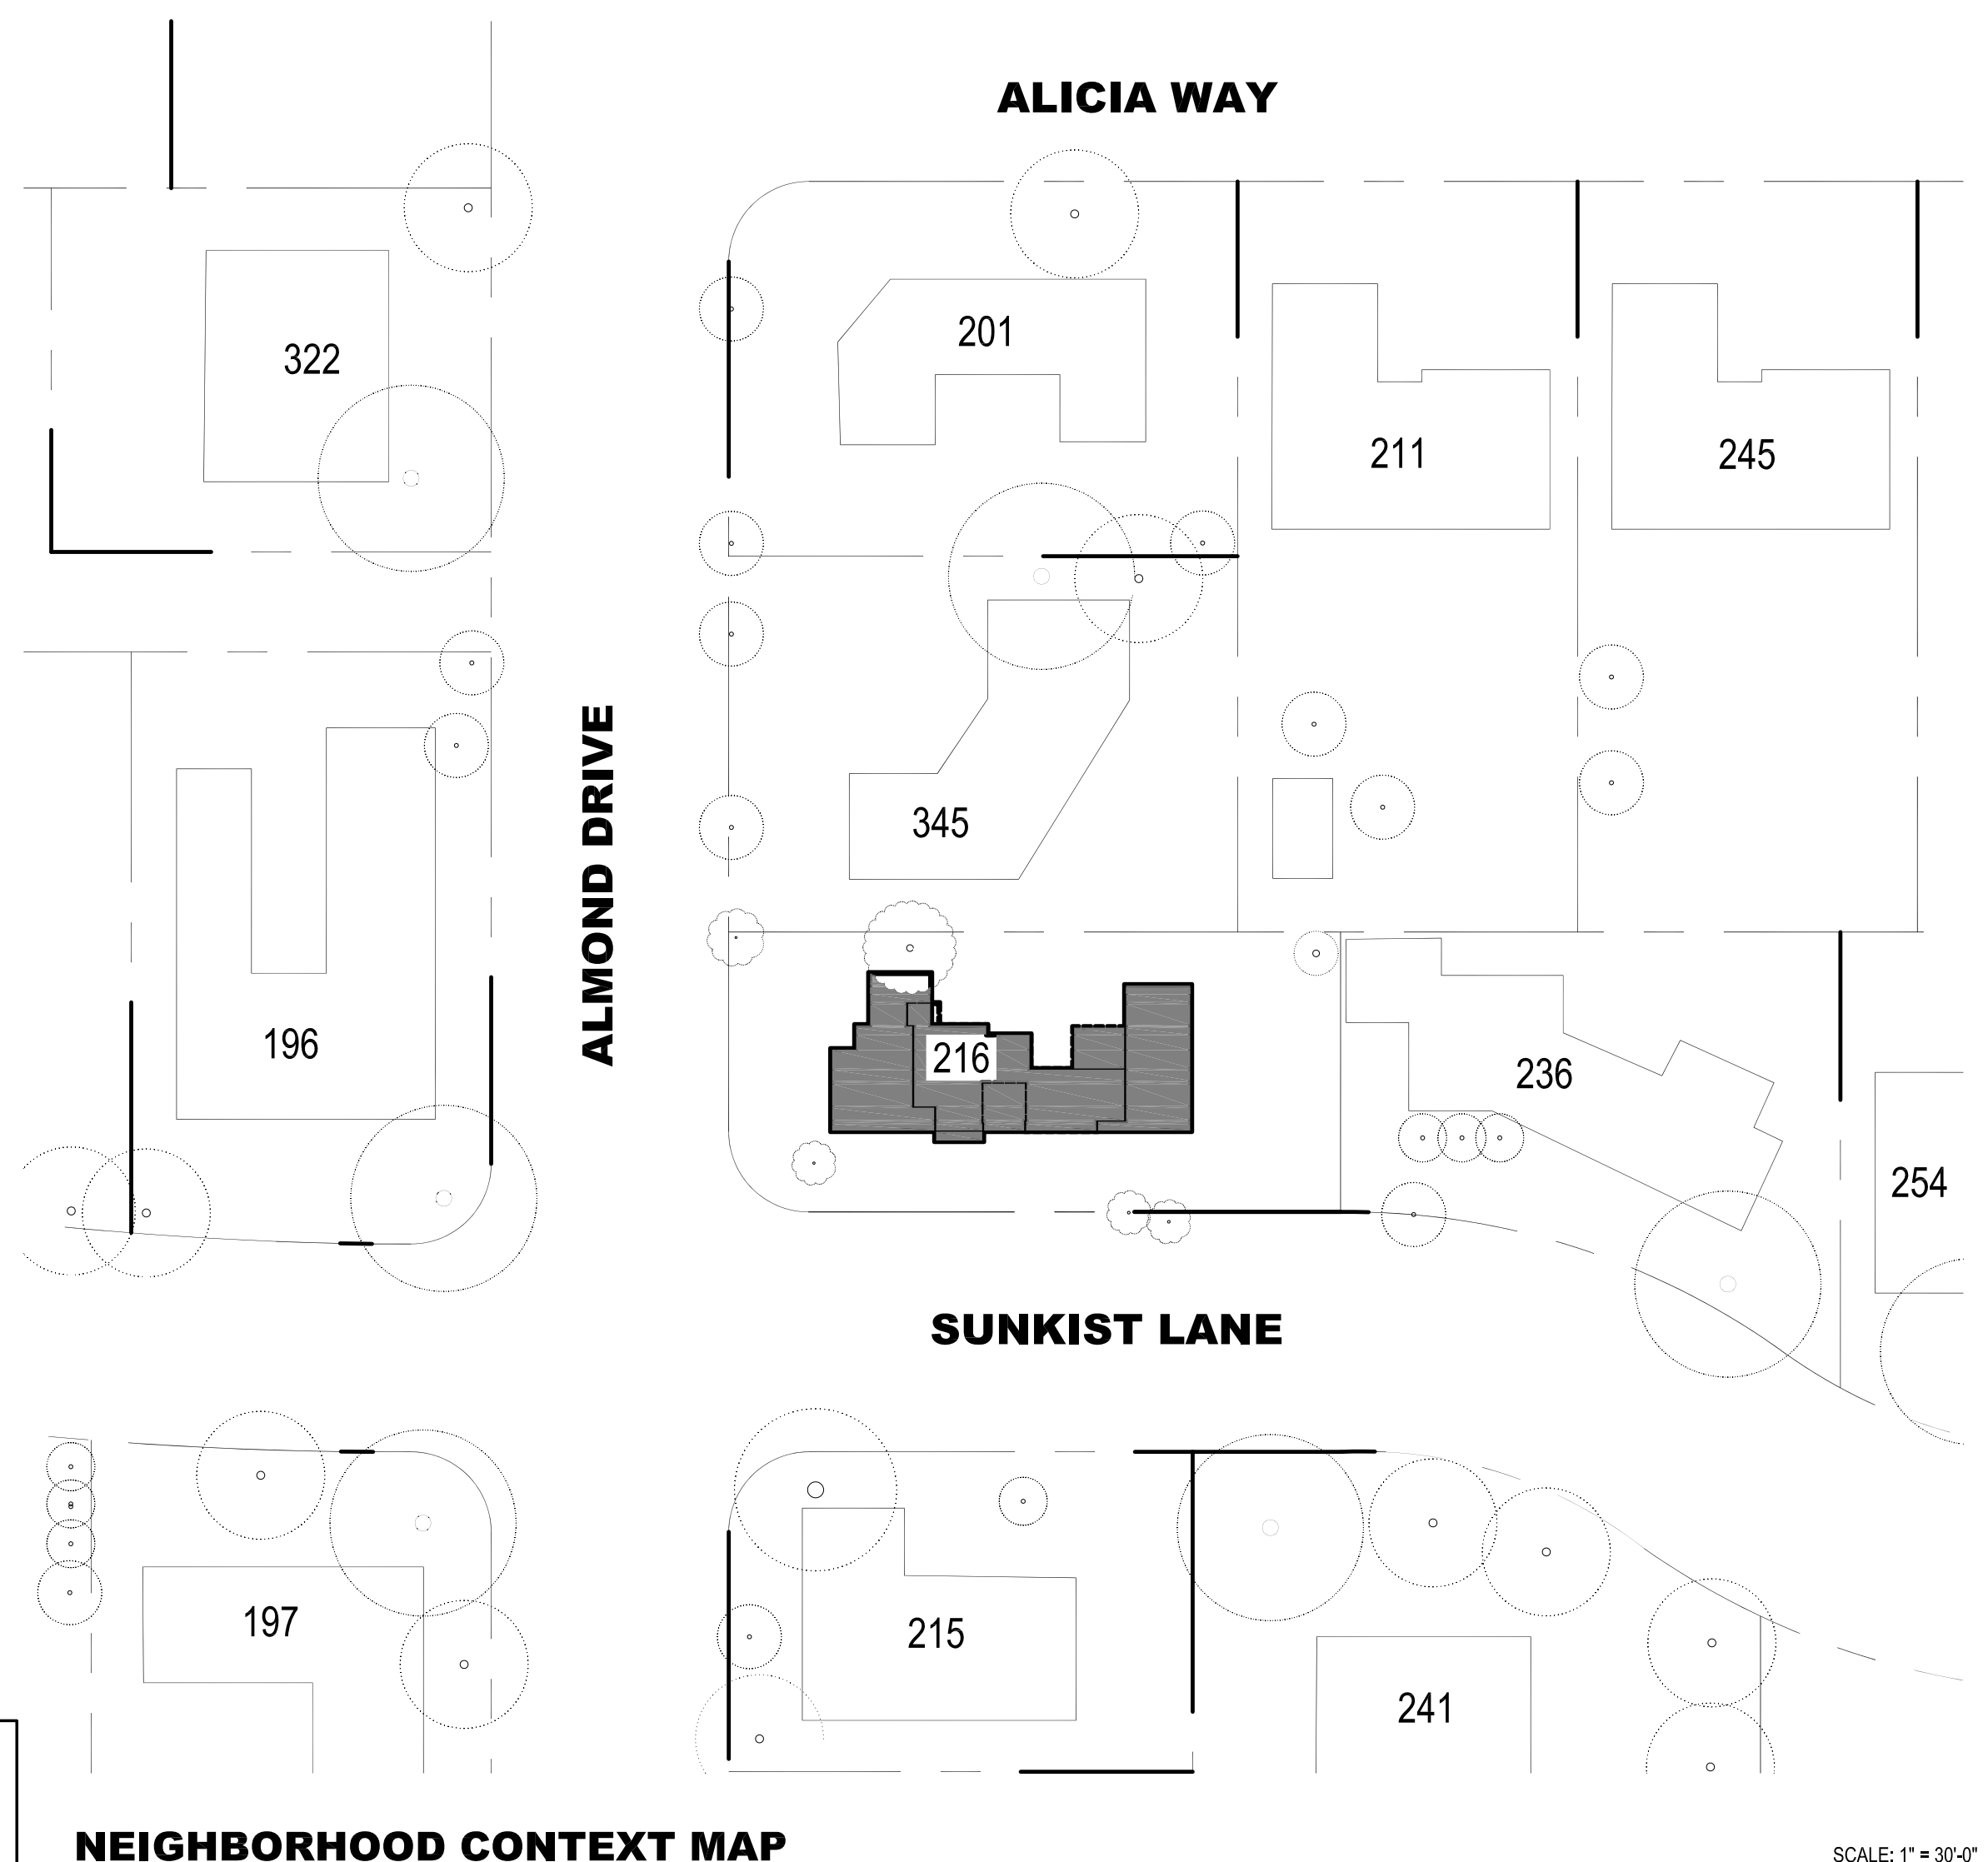 ALICIA WAY
322
201
211
245
ALMOND DRIVE
345
196
216
236
254
SUNKIST LANE
197
215
241
NEIGHBORHOOD CONTEXT MAP
SCALE: 1" = 30'-0"